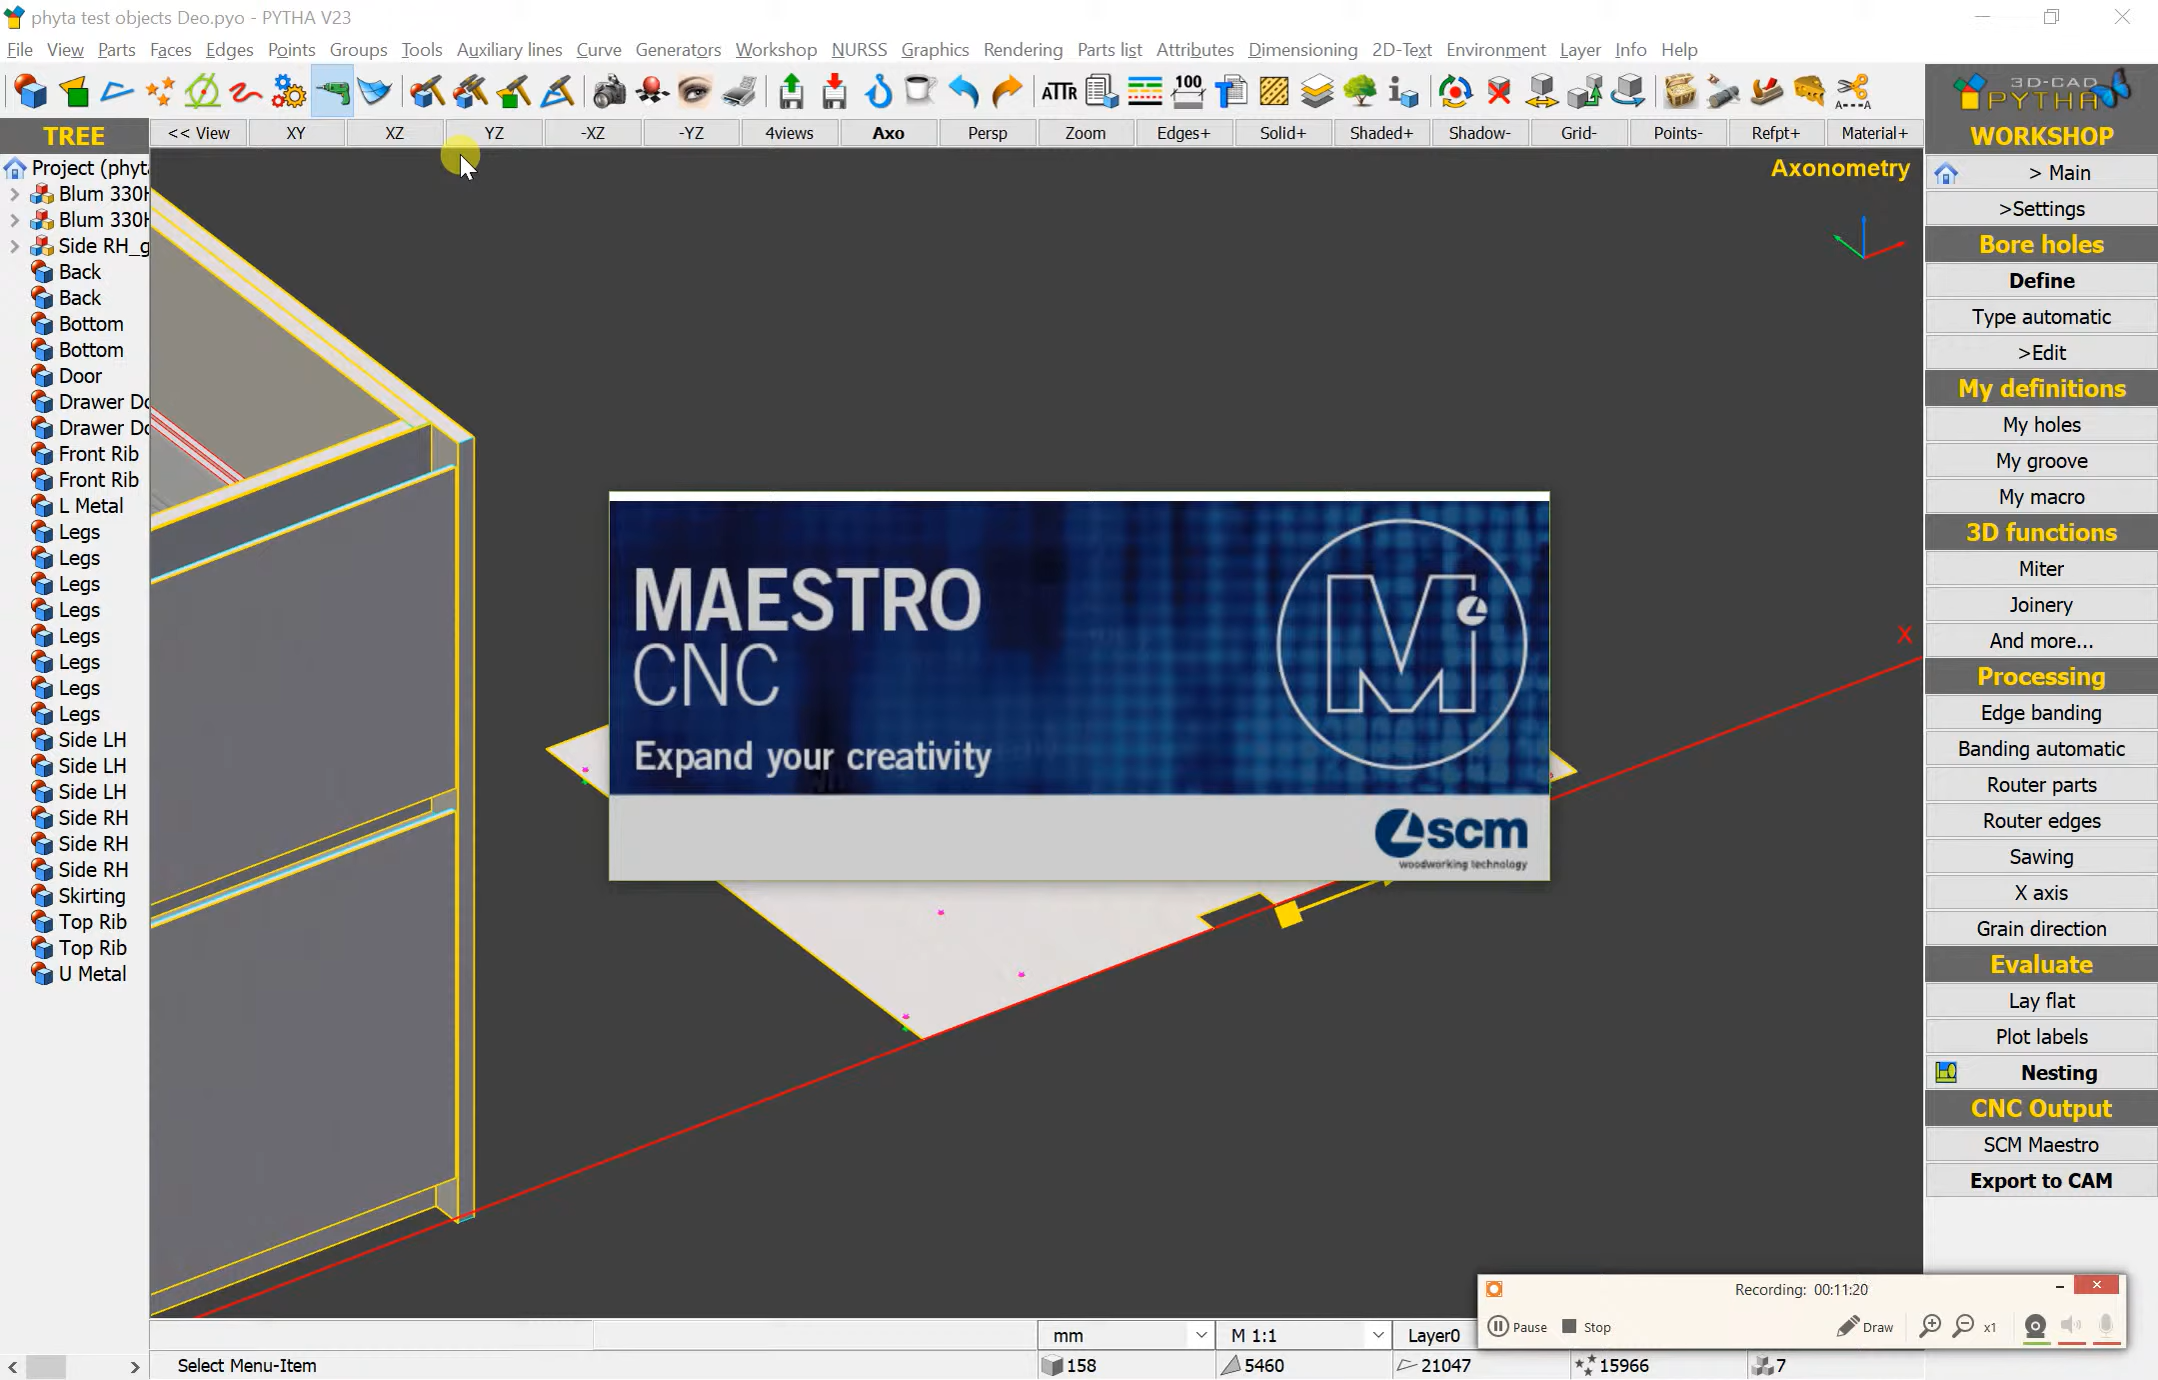 phyta test objects Deo.pyo - PYTHA V23
File View Parts Faces Edges Points Groups Tools Auxiliary lines Curve Generators Workshop NURSS Graphics Rendering Parts list Attributes Dimensioning 2D-Text Environment Layer Info Help
ATTR 100
3D-CAD
PYTHA
TREE
<< View XY XZ YZ -XZ -YZ 4views Axo Persp Zoom Edges+ Solid+ Shaded+ Shadow- Grid- Points- Refpt+ Material+
WORKSHOP
Project (phyta
Blum 330H
Blum 330H
Side RH_g
Back
Back
Bottom
Bottom
Door
Drawer Do
Drawer Do
Front Rib
Front Rib
L Metal
Legs
Legs
Legs
Legs
Legs
Legs
Legs
Legs
Side LH
Side LH
Side LH
Side RH
Side RH
Side RH
Skirting
Top Rib
Top Rib
U Metal
Axonometry
X
MAESTRO
CNC
Expand your creativity
M
scm
woodworking technology
> Main
>Settings
Bore holes
Define
Type automatic
>Edit
My definitions
My holes
My groove
My macro
3D functions
Miter
Joinery
And more...
Processing
Edge banding
Banding automatic
Router parts
Router edges
Sawing
X axis
Grain direction
Evaluate
Lay flat
Plot labels
Nesting
CNC Output
SCM Maestro
Export to CAM
Recording: 00:11:20
Pause Stop Draw x1
mm M 1:1 Layer0
Select Menu-Item 158 5460 21047 15966 7